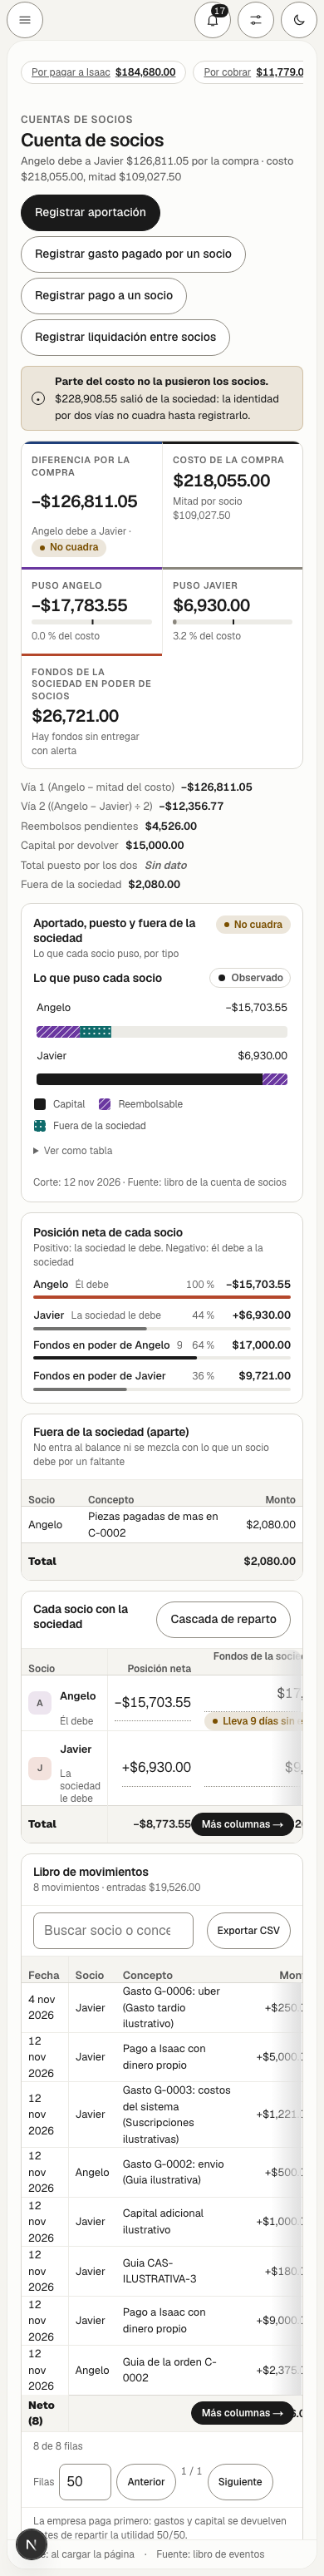 17
Por pagar a Isaac $184,680.00 Por cobrar
CUENTAS DE SOCIOS
Cuenta de socios
Angelo debe a Javier $126,811.05 por la compra · costo
$218,055.00, mitad $109,027.50
Registrar aportación
Registrar gasto pagado por un socio
Registrar pago a un socio
Registrar liquidación entre socios
Parte del costo no la pusieron los socios.
$228,908.55 salió de la sociedad: la identidad
por dos vías no cuadra hasta registrarlo.
DIFERENCIA POR LA
COMPRA
–$126,811.05
Angelo debe a Javier ·
No cuadra
COSTO DE LA COMPRA
$218,055.00
Mitad por socio
$109,027.50
PUSO ANGELO
–$17,783.55
0.0 % del costo
PUSO JAVIER
$6,930.00
3.2 % del costo
FONDOS DE LA
SOCIEDAD EN PODER DE
SOCIOS
$26,721.00
Hay fondos sin entregar
con alerta
Vía 1 (Angelo – mitad del costo) –$126,811.05
Vía 2 ((Angelo – Javier) ÷ 2) –$12,356.77
Reembolsos pendientes $4,526.00
Capital por devolver $15,000.00
Total puesto por los dos Sin dato
Fuera de la sociedad $2,080.00
Aportado, puesto y fuera de la
sociedad
No cuadra
Lo que cada socio puso, por tipo
Lo que puso cada socio Observado
Angelo –$15,703.55
Javier $6,930.00
Capital Reembolsable
Fuera de la sociedad
Ver como tabla
Corte: 12 nov 2026 · Fuente: libro de la cuenta de socios
Posición neta de cada socio
Positivo: la sociedad le debe. Negativo: él debe a la
sociedad
Angelo Él debe 100 % –$15,703.55
Javier La sociedad le debe 44 % +$6,930.00
Fondos en poder de Angelo 9 64 % $17,000.00
Fondos en poder de Javier 36 % $9,721.00
Fuera de la sociedad (aparte)
No entra al balance ni se mezcla con lo que un socio
debe por un faltante
Socio Concepto Monto
Angelo Piezas pagadas de mas en
C-0002 $2,080.00
Total $2,080.00
Cada socio con la
sociedad
Cascada de reparto
Socio Posición neta Fondos de la
A Angelo
Él debe
–$15,703.55
Lleva 9 días sin
J Javier
La
sociedad
le debe
+$6,930.00
Total –$8,773.55 Más columnas →
Libro de movimientos
8 movimientos · entradas $19,526.00
Buscar socio o conce
Exportar CSV
Fecha Socio Concepto
4 nov
2026
Javier
Gasto G-0006: uber
(Gasto tardio
ilustrativo)
12
nov
2026
Javier
Pago a Isaac con
dinero propio
12
nov
2026
Javier
Gasto G-0003: costos
del sistema
(Suscripciones
ilustrativas)
12
nov
2026
Angelo
Gasto G-0002: envio
(Guia ilustrativa)
12
nov
2026
Javier
Capital adicional
ilustrativo
12
nov
2026
Javier
Guia CAS-
ILUSTRATIVA-3
12
nov
2026
Javier
Pago a Isaac con
dinero propio
12
nov
2026
Angelo
Guia de la orden C-
0002
Neto
(8)
Más columnas →
8 de 8 filas
Filas 50 Anterior 1 / 1 Siguiente
La empresa paga primero: gastos y capital se devuelven
de repartir la utilidad 50/50.
N
al cargar la página · Fuente: libro de eventos